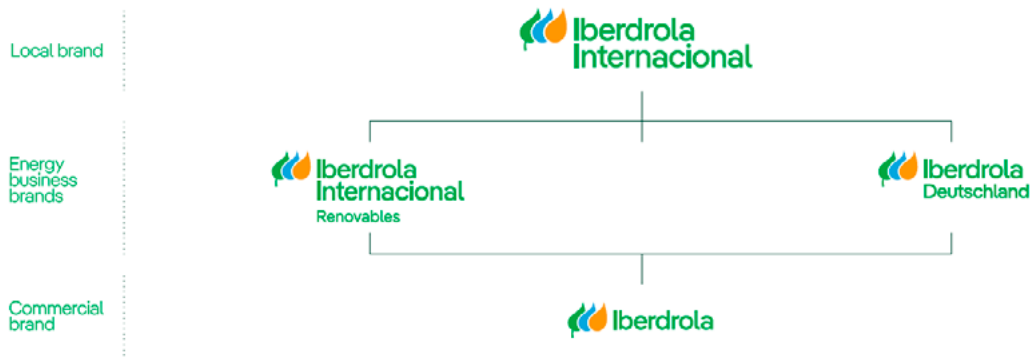 Local brand
Iberdrola
Internacional
Energy
business
brands
Iberdrola
Internacional
Renovables
Iberdrola
Deutschland
Commercial
brand
Iberdrola